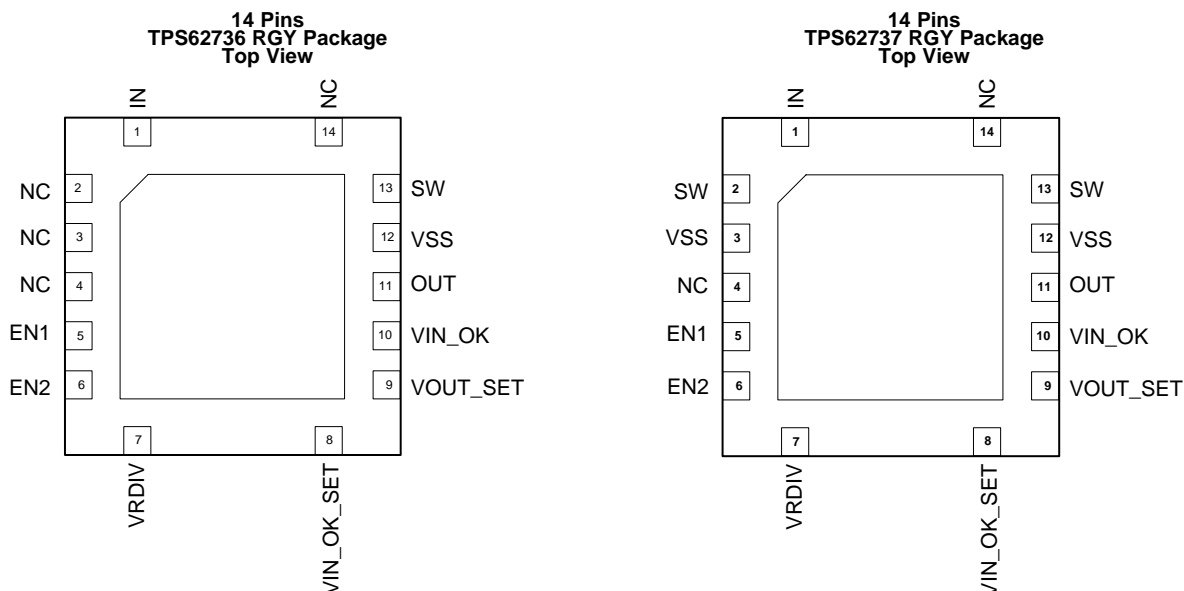 14 Pins
TPS62736 RGY Package
Top View
IN
NC
1
14
NC
2
13
SW
NC
3
12
VSS
NC
4
11
OUT
EN1
5
10
VIN_OK
EN2
6
9
VOUT_SET
7
8
VRDIV
VIN_OK_SET
14 Pins
TPS62737 RGY Package
Top View
IN
NC
1
14
SW
2
13
SW
VSS
3
12
VSS
NC
4
11
OUT
EN1
5
10
VIN_OK
EN2
6
9
VOUT_SET
7
8
VRDIV
VIN_OK_SET